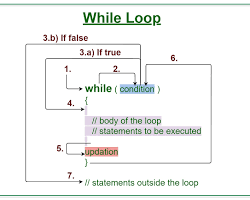 While Loop
3.b) If false
3.a) If true
6.
1.
2.
while ( condition )
4.
{
// body of the loop
// statements to be executed
5.
updation
}
7.
// statements outside the loop